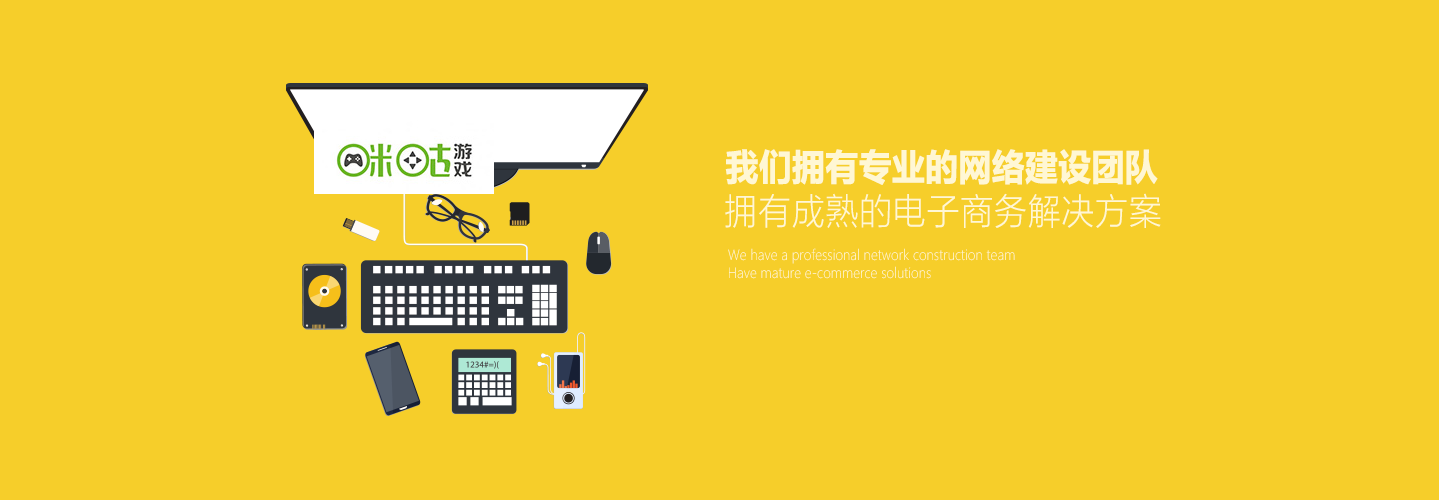 咪咕游戏
我们拥有专业的网络建设团队
拥有成熟的电子商务解决方案
We have a professional network construction team
Have mature e-commerce solutions
1234#=)(